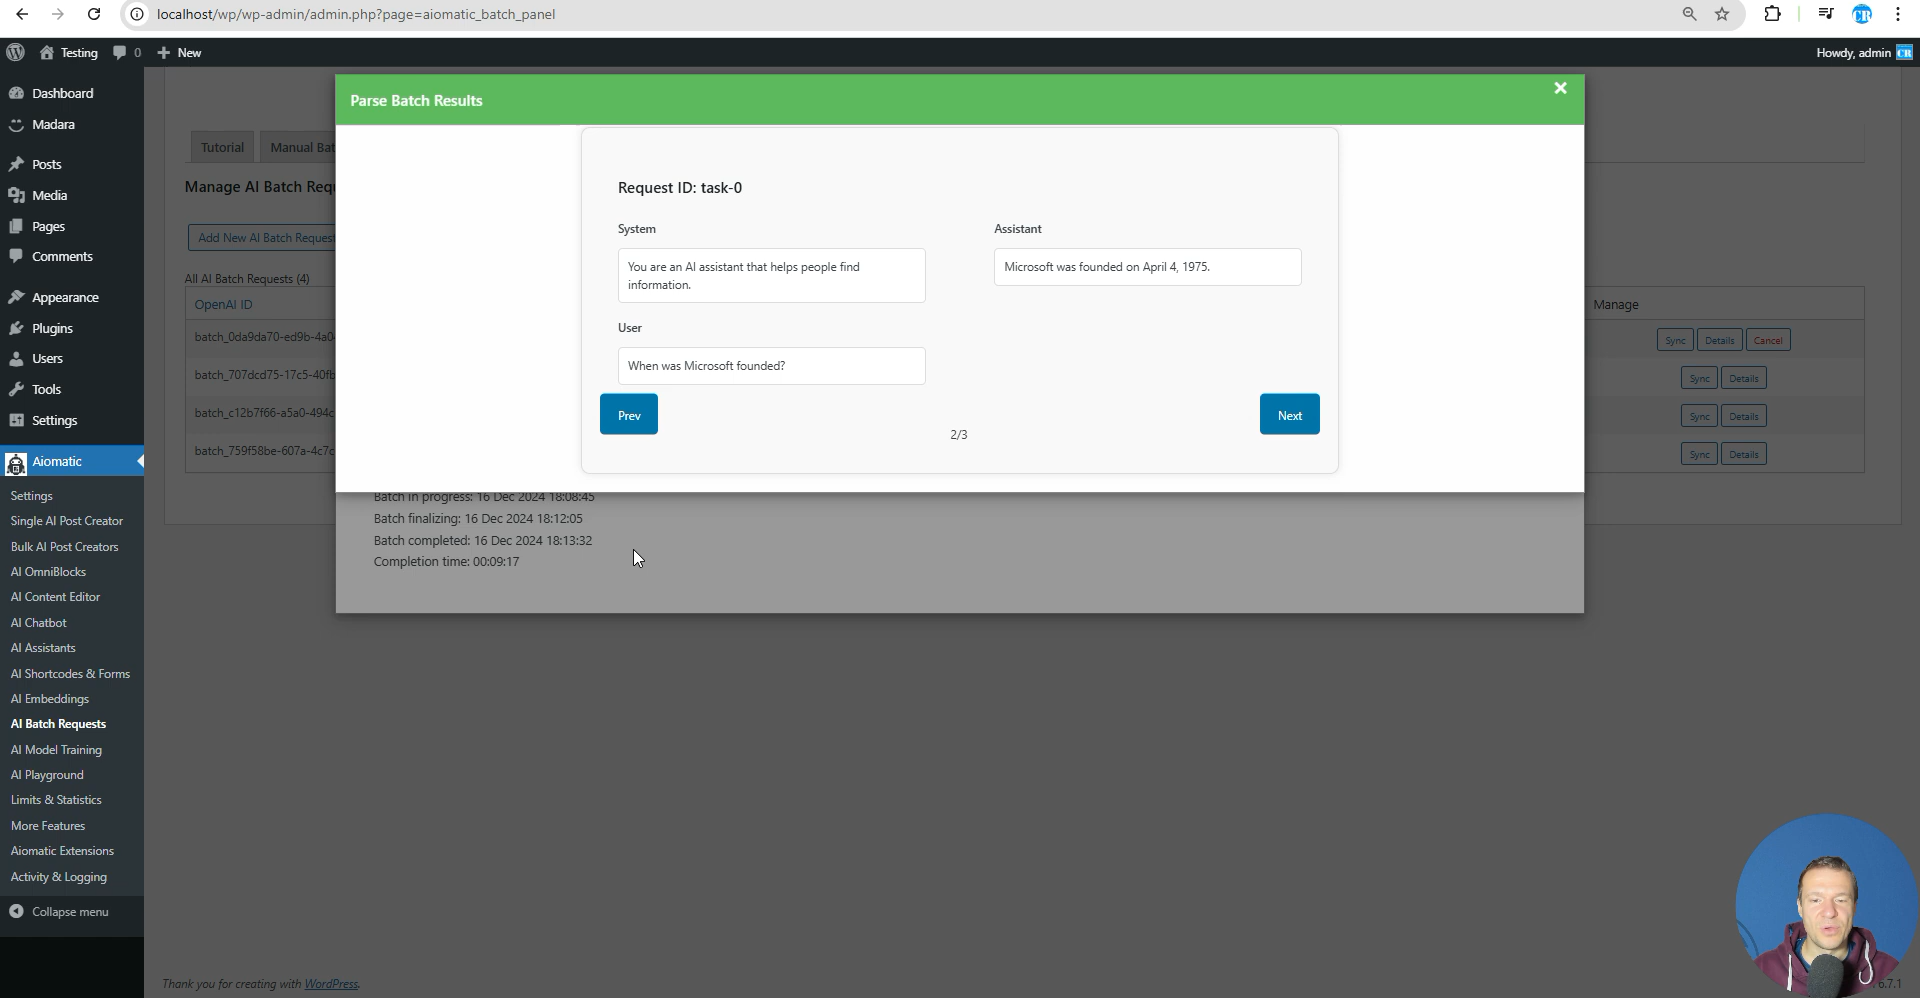 localhost/wp/wp-admin/admin.php?page=aiomatic_batch_panel
CR
Testing
0
New
Howdy, admin
CR
Dashboard
Madara
Posts
Media
Pages
Comments
Appearance
Plugins
Users
Tools
Settings
Aiomatic
Settings
Single AI Post Creator
Bulk AI Post Creators
AI OmniBlocks
AI Content Editor
AI Chatbot
AI Assistants
AI Shortcodes & Forms
AI Embeddings
AI Batch Requests
AI Model Training
AI Playground
Limits & Statistics
More Features
Aiomatic Extensions
Activity & Logging
Collapse menu
Tutorial
Manual Bat
Manage AI Batch Requ
Add New AI Batch Request
All AI Batch Requests (4)
OpenAI ID
Manage
batch_0da9da70-ed9b-4a0
Sync
Details
Cancel
batch_707dcd75-17c5-40fb
Sync
Details
batch_c12b7f66-a5a0-494c
Sync
Details
batch_759f58be-607a-4c7c
Sync
Details
Parse Batch Results
Request ID: task-0
System
You are an AI assistant that helps people find
information.
User
When was Microsoft founded?
Assistant
Microsoft was founded on April 4, 1975.
Prev
2/3
Next
Batch in progress: 16 Dec 2024 18:08:45
Batch finalizing: 16 Dec 2024 18:12:05
Batch completed: 16 Dec 2024 18:13:32
Completion time: 00:09:17
Thank you for creating with WordPress.
6.7.1